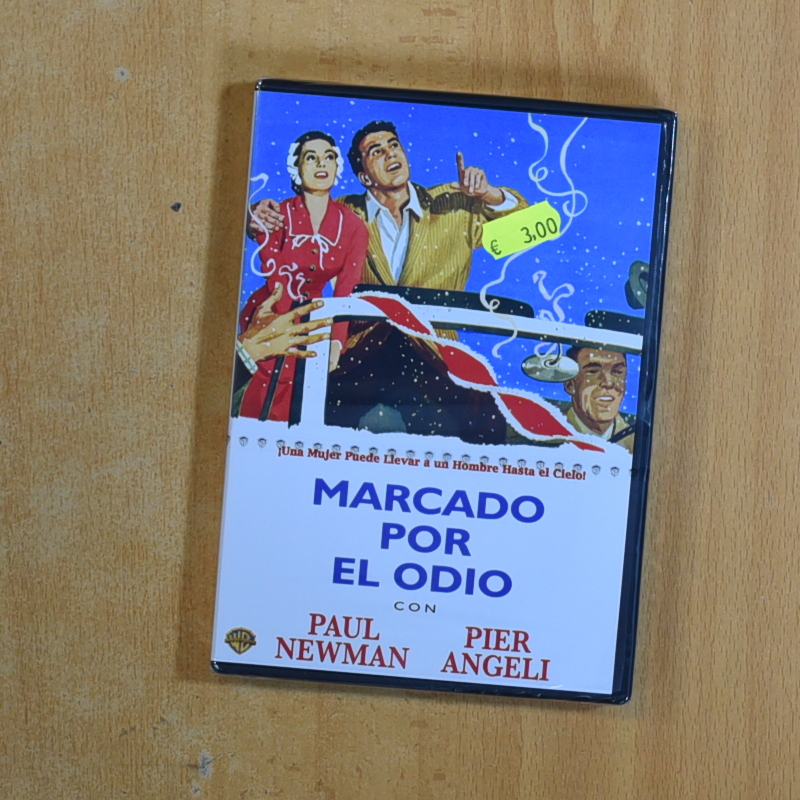 € 3,00
¡Una Mujer Puede Llevar a un Hombre Hasta el Cielo!
MARCADO
POR
EL ODIO
CON
PAUL
NEWMAN
PIER
ANGELI